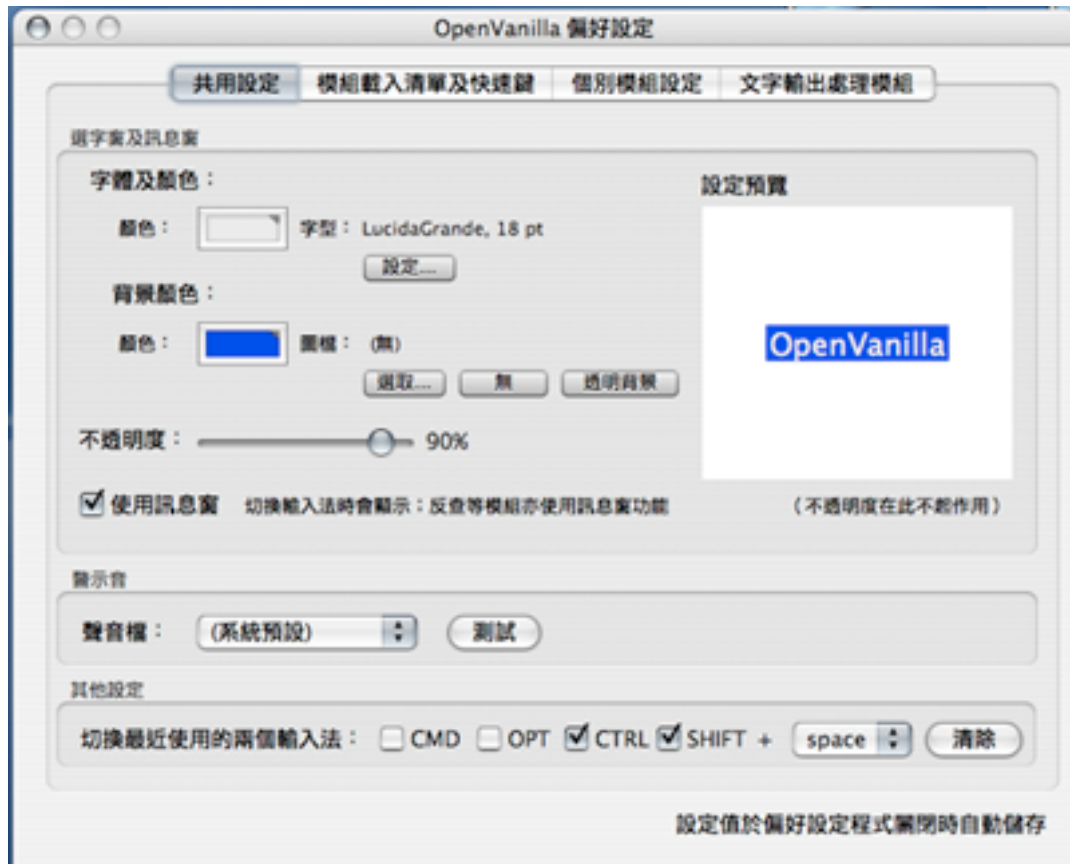 OpenVanilla 偏好設定
共用設定 模組載入清單及快速鍵 個別模組設定 文字輸出處理模組
選字窗及訊息窗
字體及顏色：
設定預覽
顏色： 字型： LucidaGrande, 18 pt
設定...
背景顏色：
OpenVanilla
顏色： 圖檔： (無)
選取... 無 透明背景
不透明度： 90%
使用訊息窗 切換輸入法時會顯示；反查等模組亦使用訊息窗功能
（不透明度在此不起作用）
警示音
聲音檔： (系統預設) 測試
其他設定
切換最近使用的兩個輸入法： CMD OPT CTRL SHIFT + space 清除
設定值於偏好設定程式關閉時自動儲存